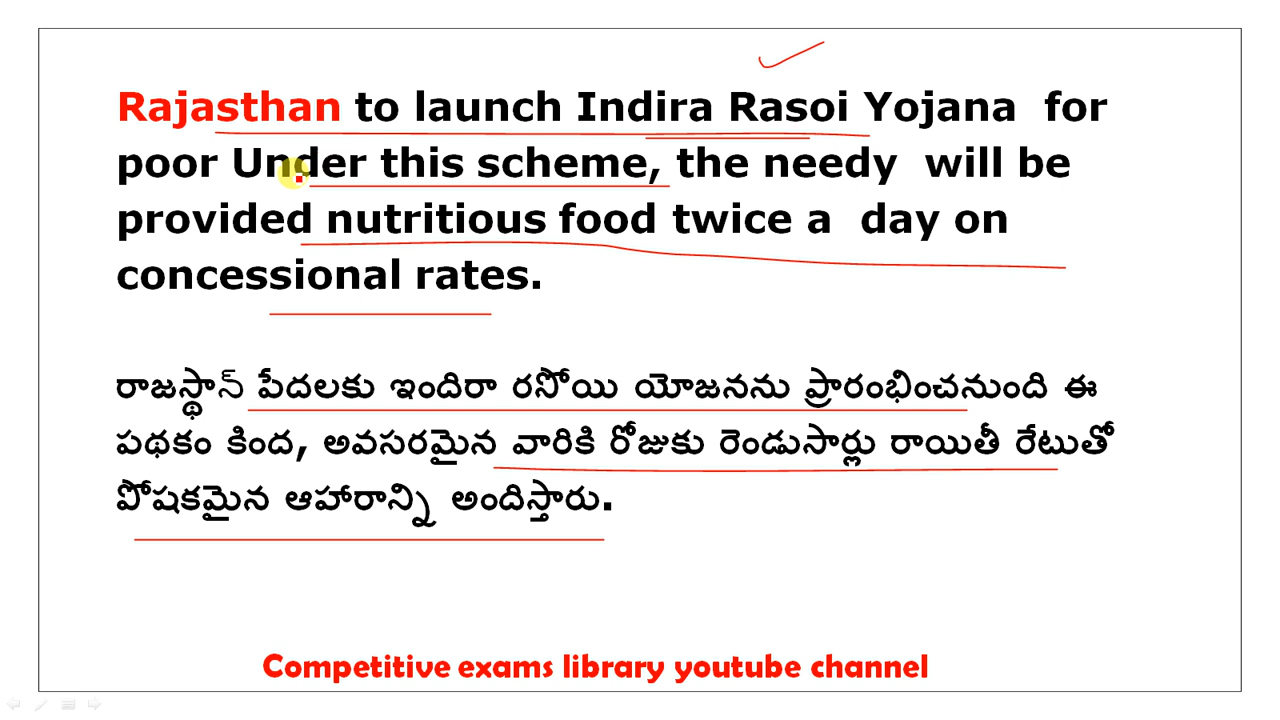 Rajasthan to launch Indira Rasoi Yojana for
poor Under this scheme, the needy will be
provided nutritious food twice a day on
concessional rates.
రాజస్థాన్ పేదలకు ఇందిరా రసోయి యోజనను ప్రారంభించనుంది ఈ
పథకం కింద, అవసరమైన వారికి రోజుకు రెండుసార్లు రాయితీ రేటుతో
పోషకమైన ఆహారాన్ని అందిస్తారు.
Competitive exams library youtube channel